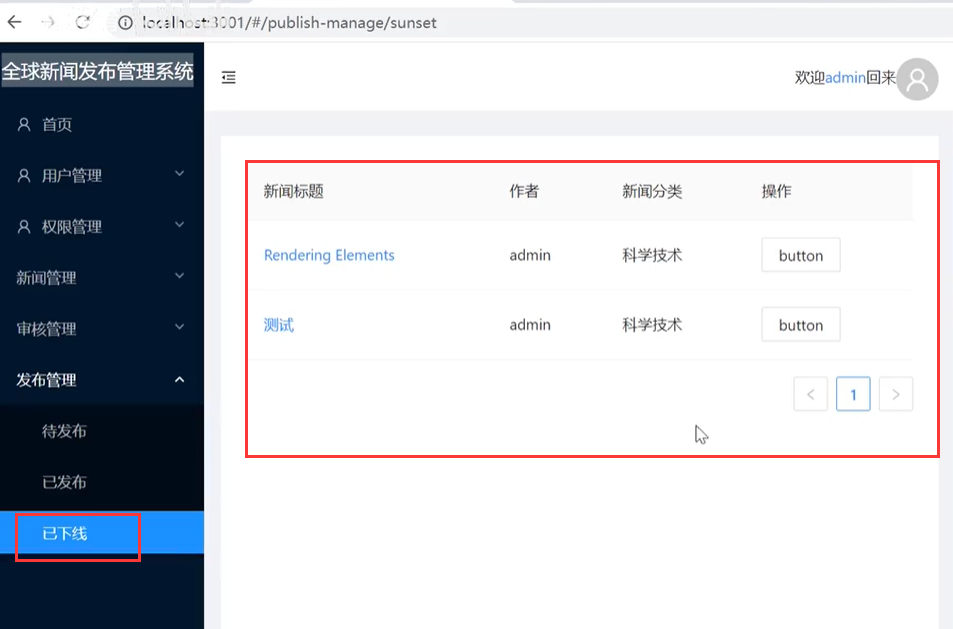 localhost:3001/#/publish-manage/sunset
全球新闻发布管理系统
欢迎admin回来
首页
用户管理
权限管理
新闻管理
审核管理
发布管理
待发布
已发布
已下线
新闻标题 作者 新闻分类 操作
Rendering Elements admin 科学技术 button
测试 admin 科学技术 button
< 1 >